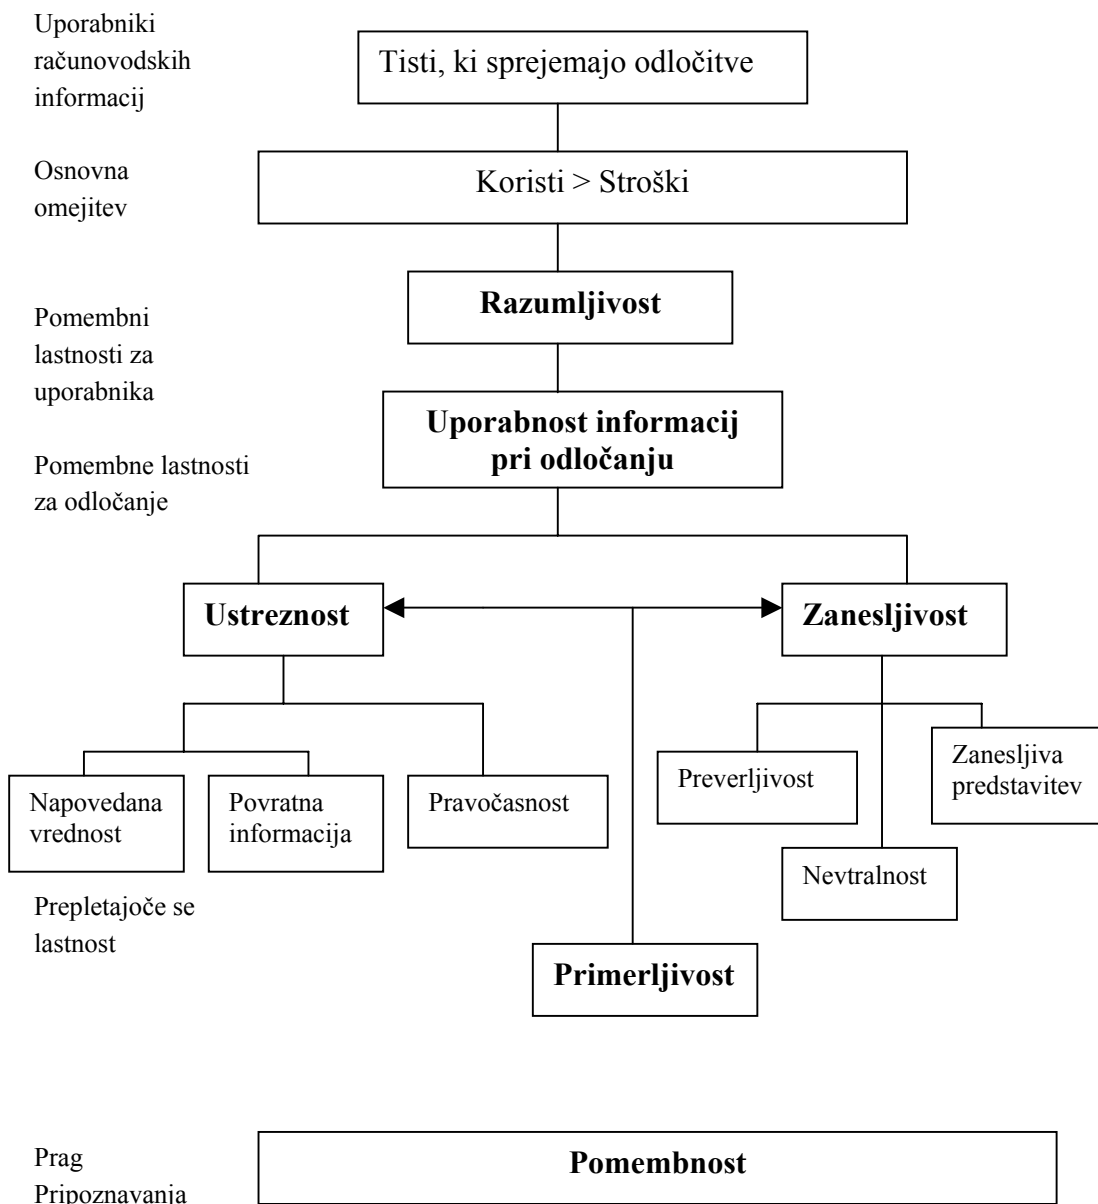 Uporabniki
računovodskih
informacij
Tisti, ki sprejemajo odločitve
Osnovna
omejitev
Koristi > Stroški
Razumljivost
Pomembni
lastnosti za
uporabnika
Uporabnost informacij
pri odločanju
Pomembne lastnosti
za odločanje
Ustreznost
Zanesljivost
Napovedana
vrednost
Povratna
informacija
Pravočasnost
Preverljivost
Zanesljiva
predstavitev
Nevtralnost
Prepletajoče se
lastnost
Primerljivost
Prag
Pripoznavanja
Pomembnost